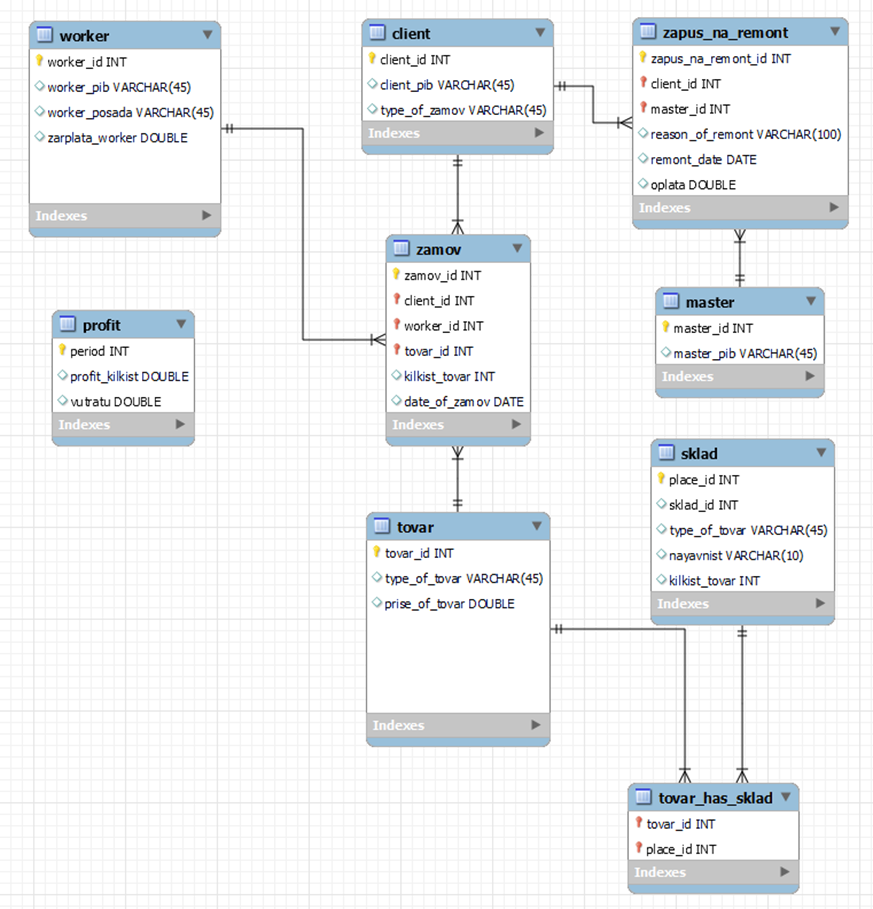 worker
worker_id INT
worker_pib VARCHAR(45)
worker_posada VARCHAR(45)
zarplata_worker DOUBLE
Indexes
client
client_id INT
client_pib VARCHAR(45)
type_of_zamov VARCHAR(45)
Indexes
zapus_na_remont
zapus_na_remont_id INT
client_id INT
master_id INT
reason_of_remont VARCHAR(100)
remont_date DATE
oplata DOUBLE
Indexes
zamov
zamov_id INT
client_id INT
worker_id INT
tovar_id INT
kilkist_tovar INT
date_of_zamov DATE
Indexes
profit
period INT
profit_kilkist DOUBLE
vutratu DOUBLE
Indexes
master
master_id INT
master_pib VARCHAR(45)
Indexes
sklad
place_id INT
sklad_id INT
type_of_tovar VARCHAR(45)
nayavnist VARCHAR(10)
kilkist_tovar INT
Indexes
tovar
tovar_id INT
type_of_tovar VARCHAR(45)
prise_of_tovar DOUBLE
Indexes
tovar_has_sklad
tovar_id INT
place_id INT
Indexes